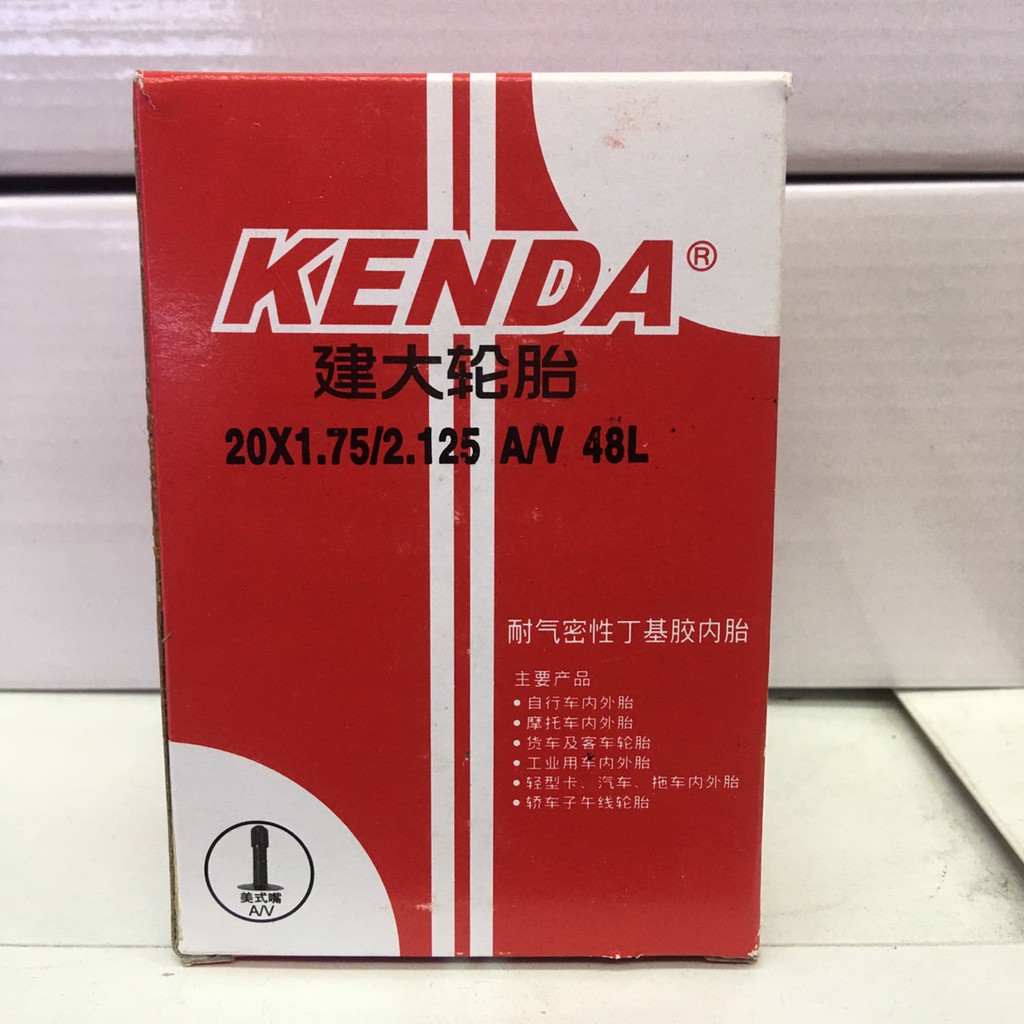 KENDA®
建大轮胎
20X1.75/2.125 A/V 48L
耐气密性丁基胶内胎
主要产品
• 自行车内外胎
• 摩托车内外胎
• 货车及客车轮胎
• 工业用车内外胎
• 轻型卡、汽车、拖车内外胎
• 轿车子午线轮胎
美式嘴
A/V